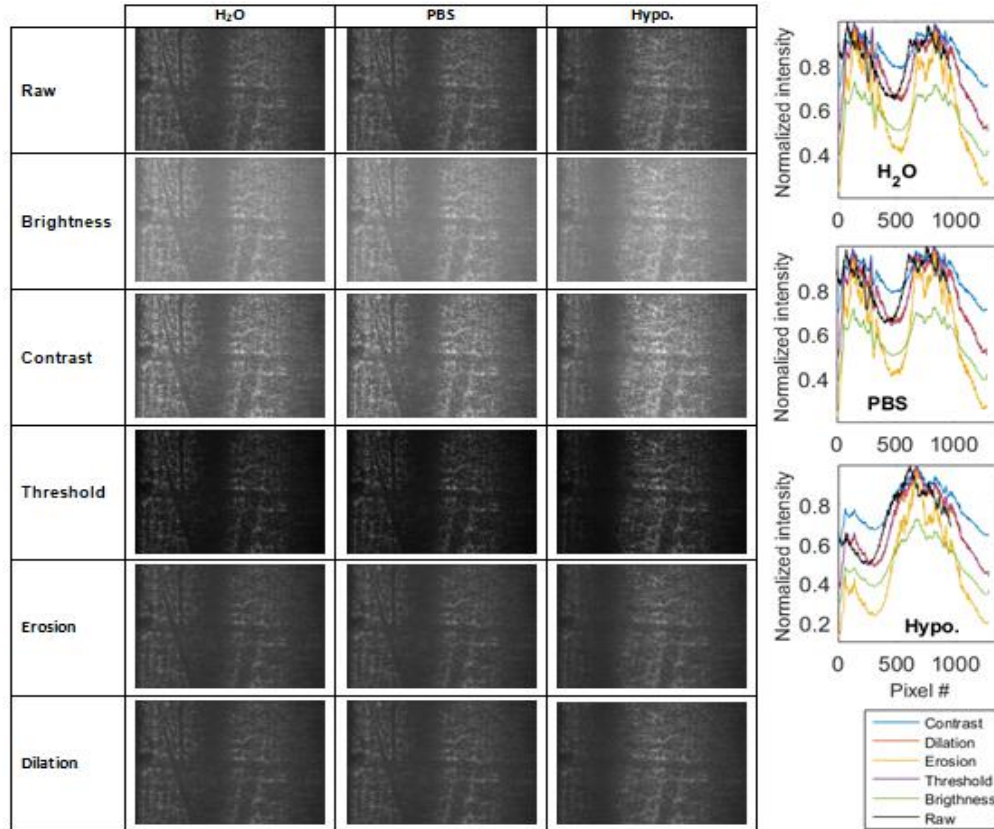 H₂O PBS Hypo.
Raw
Brightness
Contrast
Threshold
Erosion
Dilation
Normalized intensity
0.8
0.6
0.4
H₂O
0 500 1000
Normalized intensity
0.8
0.6
0.4
PBS
0 500 1000
Normalized intensity
0.8
0.6
0.4
0.2
Hypo.
0 500 1000
Pixel #
Contrast
Dilation
Erosion
Threshold
Brigthness
Raw